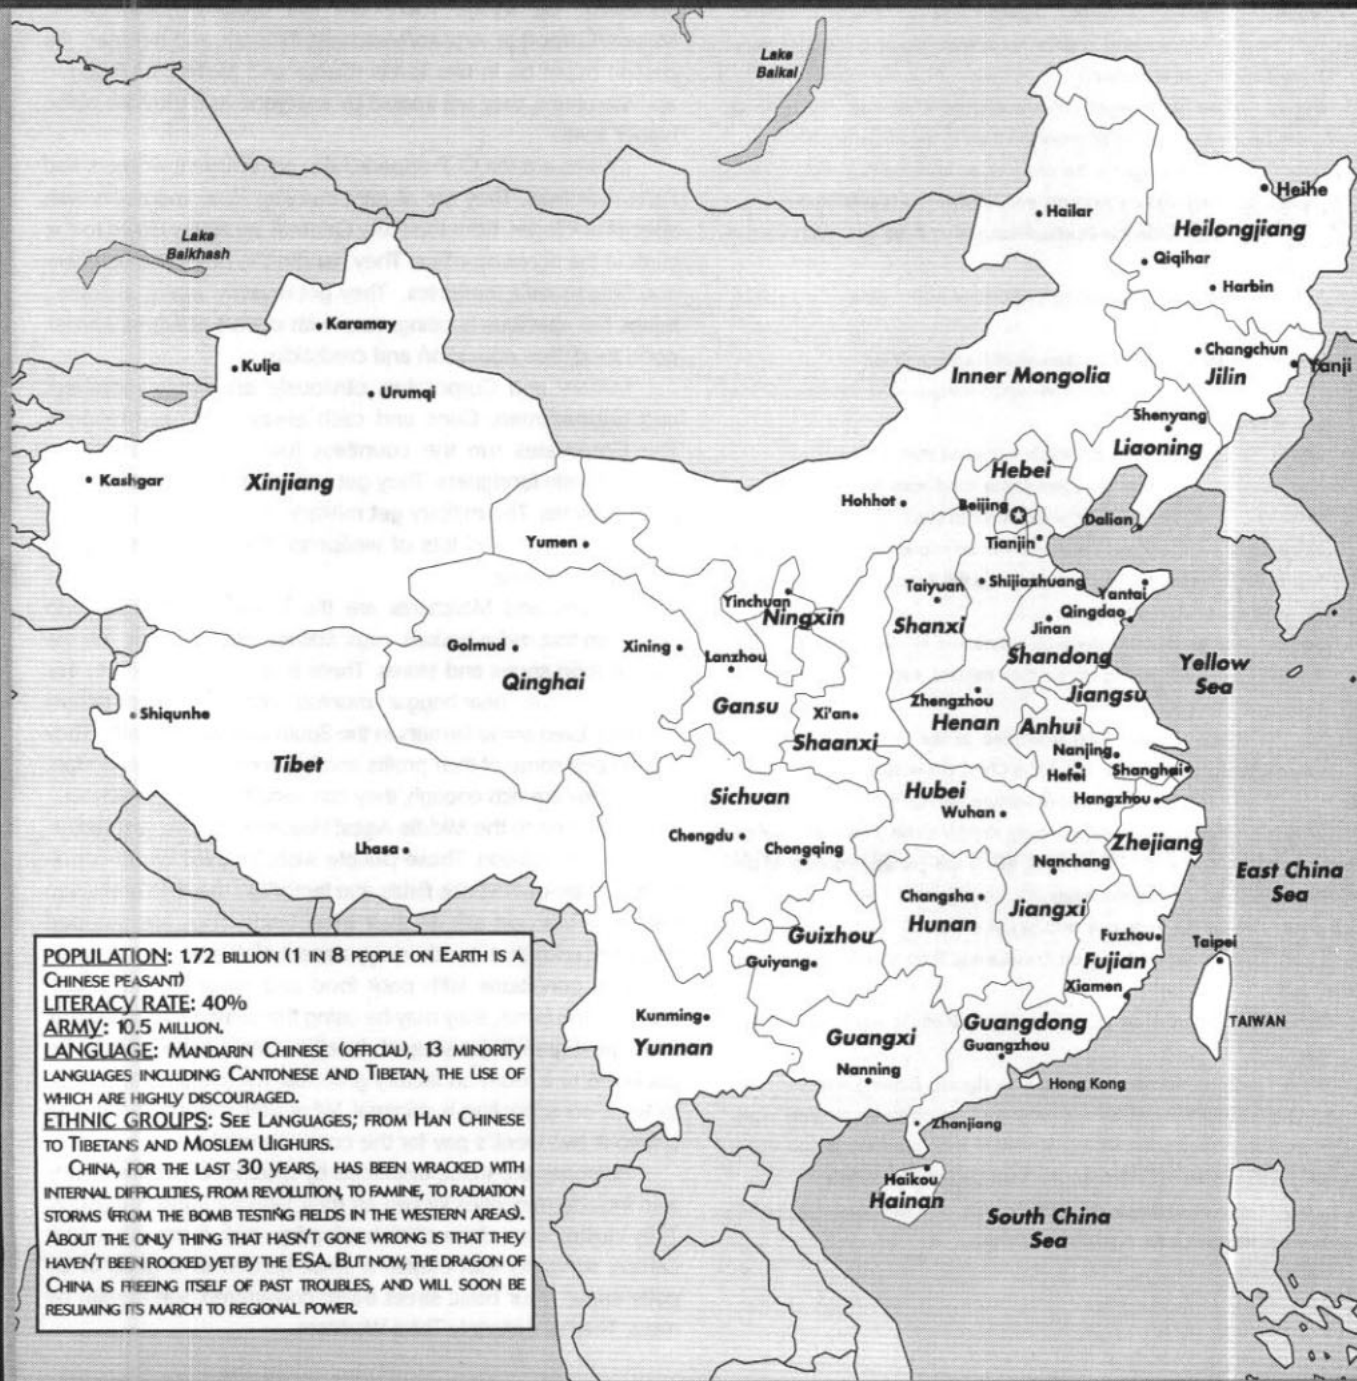 Lake
Baikal
Heihe
Hailar
Heilongjiang
Lake
Balkhash
Qiqihar
Harbin
Karamay
Changchun
Yanji
Kulja
Inner Mongolia
Jilin
Urumqi
Shenyang
Liaoning
Hebei
Kashgar
Xinjiang
Hohhot
Beijing
Dalian
Yumen
Tianjin
Taiyuan
Shijiazhuang
Yantai
Yinchuan
Ningxin
Qingdao
Shanxi
Jinan
Golmud
Xining
Lanzhou
Shandong
Yellow
Sea
Qinghai
Jiangsu
Gansu
Zhengzhou
Shiqunhe
Xi'an
Henan
Anhui
Shaanxi
Nanjing
Tibet
Hefei
Shanghai
Sichuan
Hubei
Hangzhou
Wuhan
Chengdu
Zhejiang
Lhasa
Chongqing
Nanchang
East China
Sea
Changsha
Jiangxi
Hunan
Guizhou
Fuzhou
Taipei
Guiyang
Fujian
Xiamen
Kunming
Guangdong
TAIWAN
Yunnan
Guangxi
Guangzhou
Nanning
Hong Kong
Zhanjiang
Haikou
Hainan
South China
Sea
POPULATION: 1.72 BILLION (1 IN 8 PEOPLE ON EARTH IS A
CHINESE PEASANT)
LITERACY RATE: 40%
ARMY: 10.5 MILLION.
LANGUAGE: MANDARIN CHINESE (OFFICIAL), 13 MINORITY
LANGUAGES INCLUDING CANTONESE AND TIBETAN, THE USE OF
WHICH ARE HIGHLY DISCOURAGED.
ETHNIC GROUPS: SEE LANGUAGES; FROM HAN CHINESE
TO TIBETANS AND MOSLEM UIGHURS.
CHINA, FOR THE LAST 30 YEARS, HAS BEEN WRACKED WITH
INTERNAL DIFFICULTIES, FROM REVOLUTION, TO FAMINE, TO RADIATION
STORMS (FROM THE BOMB TESTING FIELDS IN THE WESTERN AREAS).
ABOUT THE ONLY THING THAT HASN'T GONE WRONG IS THAT THEY
HAVEN'T BEEN ROCKED YET BY THE ESA. BUT NOW, THE DRAGON OF
CHINA IS FREEING ITSELF OF PAST TROUBLES, AND WILL SOON BE
RESUMING ITS MARCH TO REGIONAL POWER.